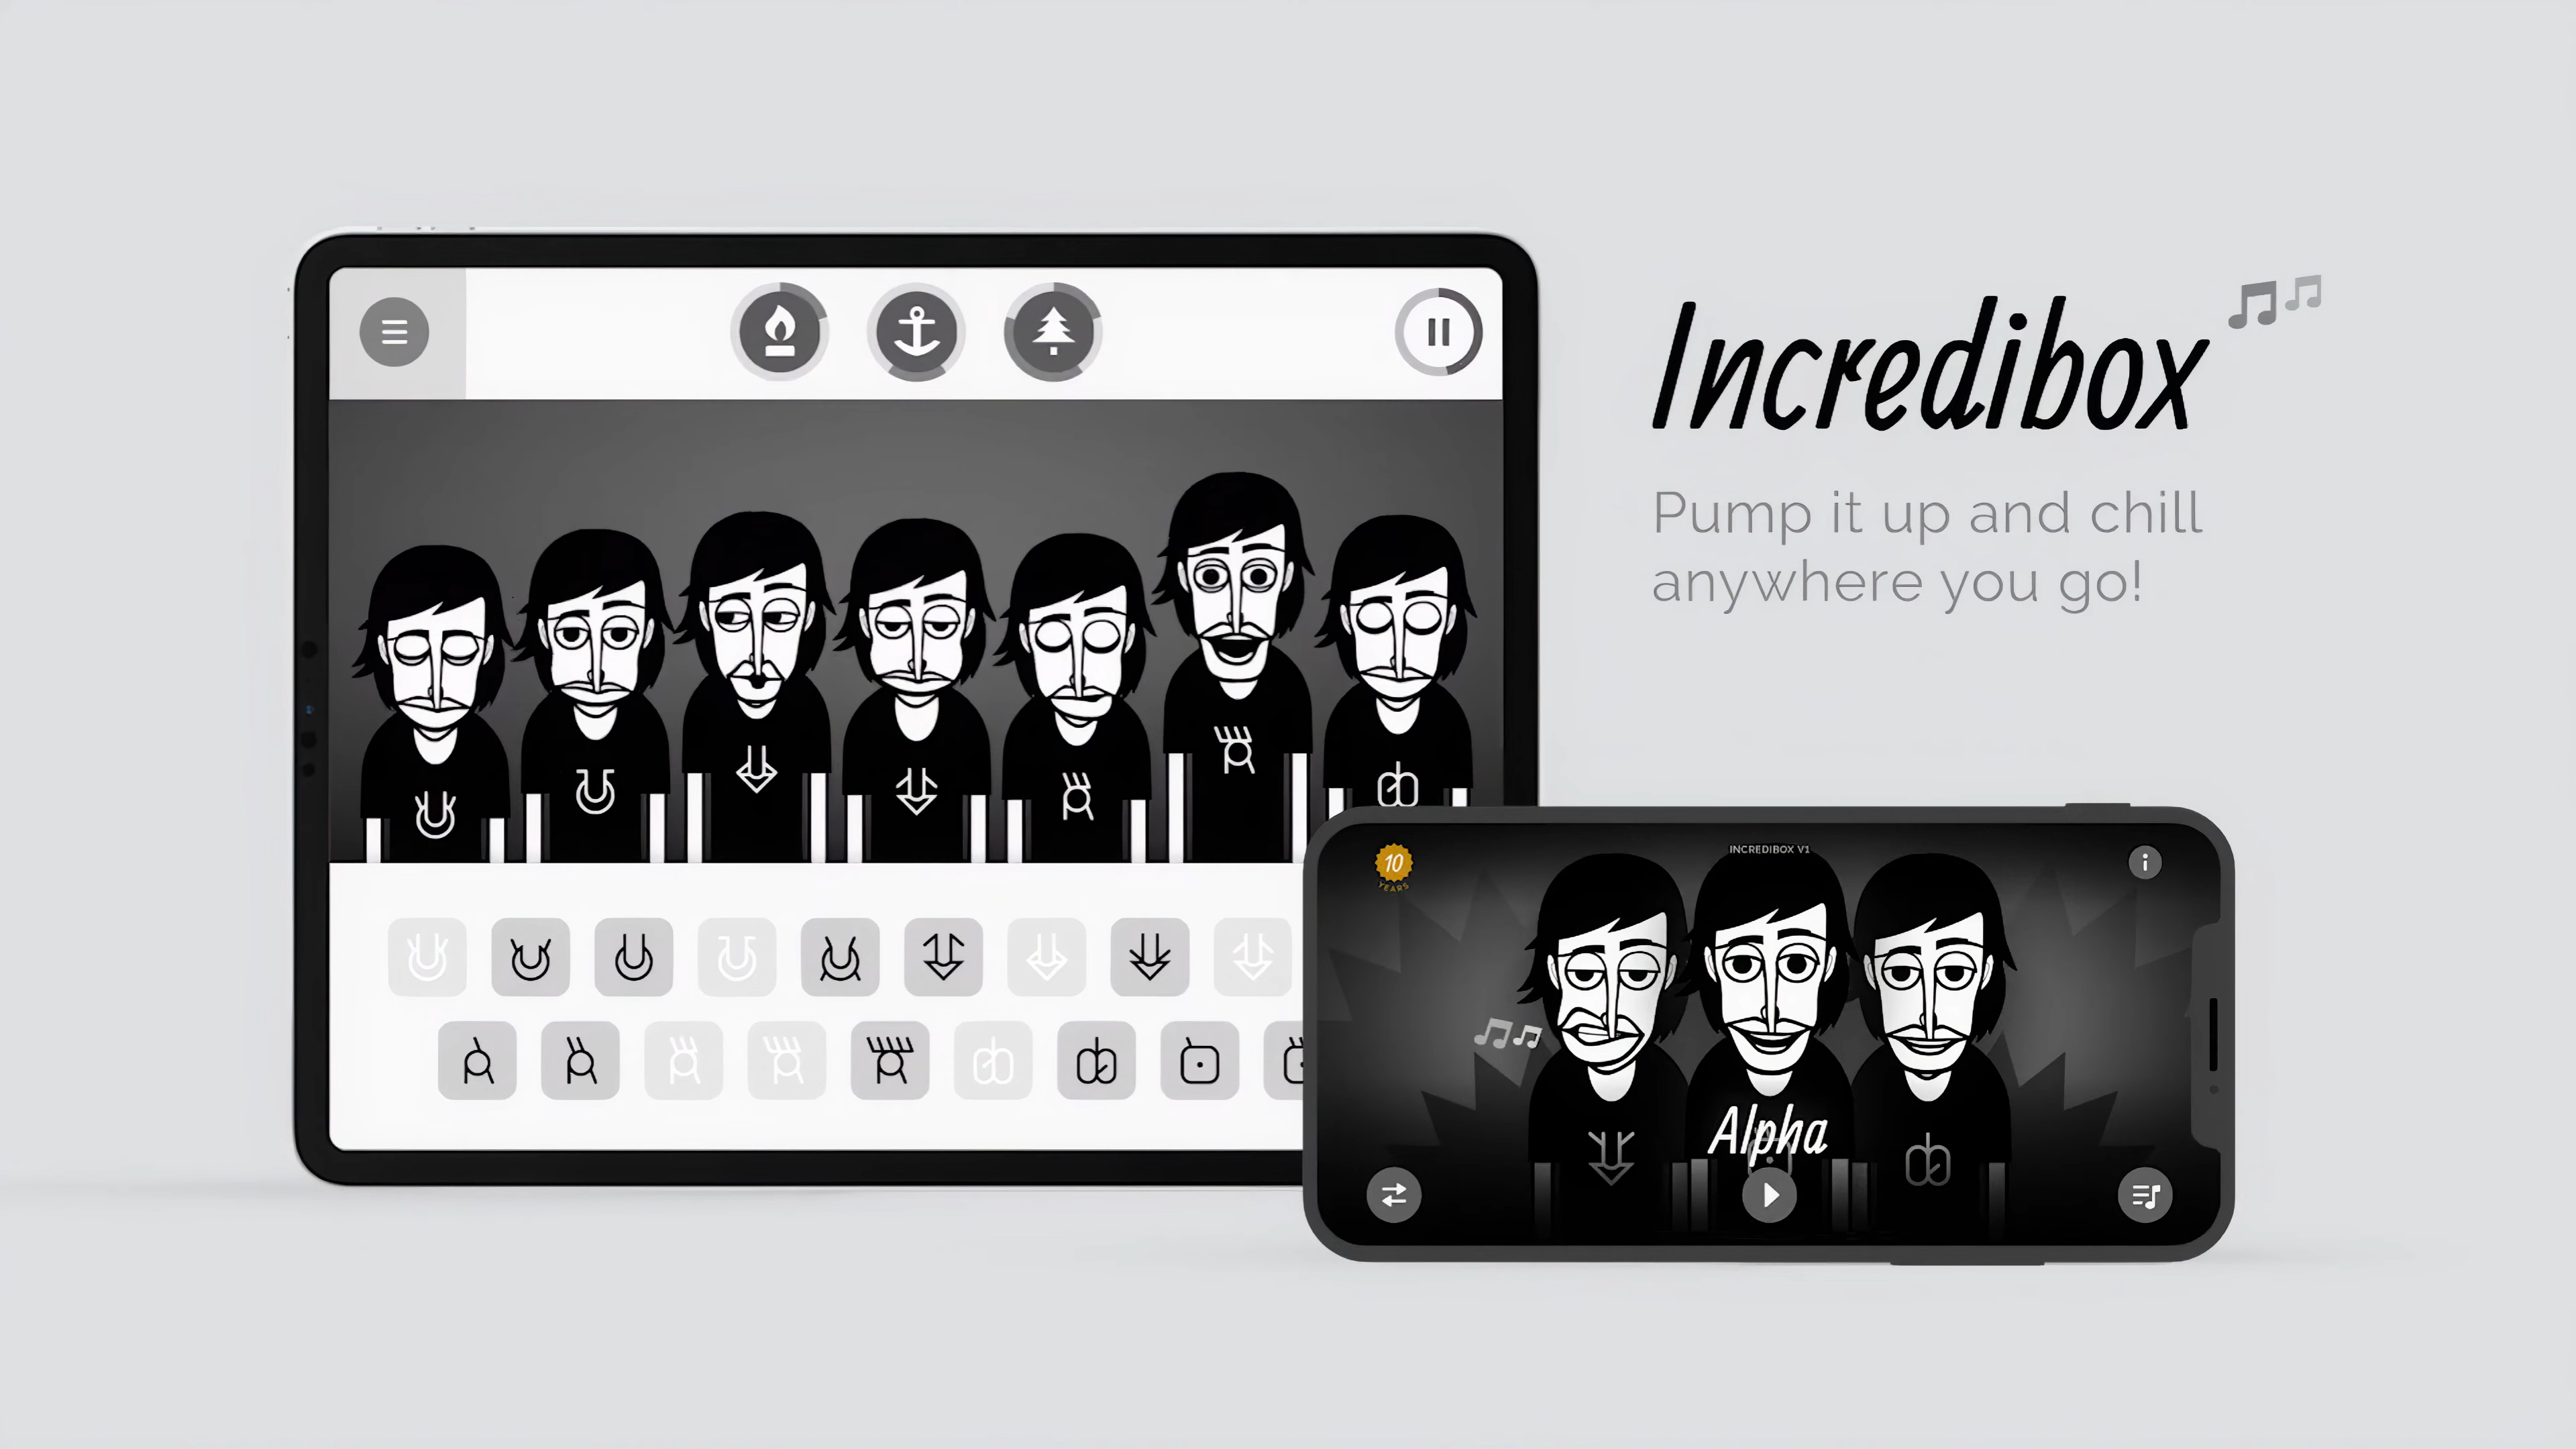 Incredibox
Pump it up and chill
anywhere you go!
10
YEARS
INCREDIBOX V1
Alpha